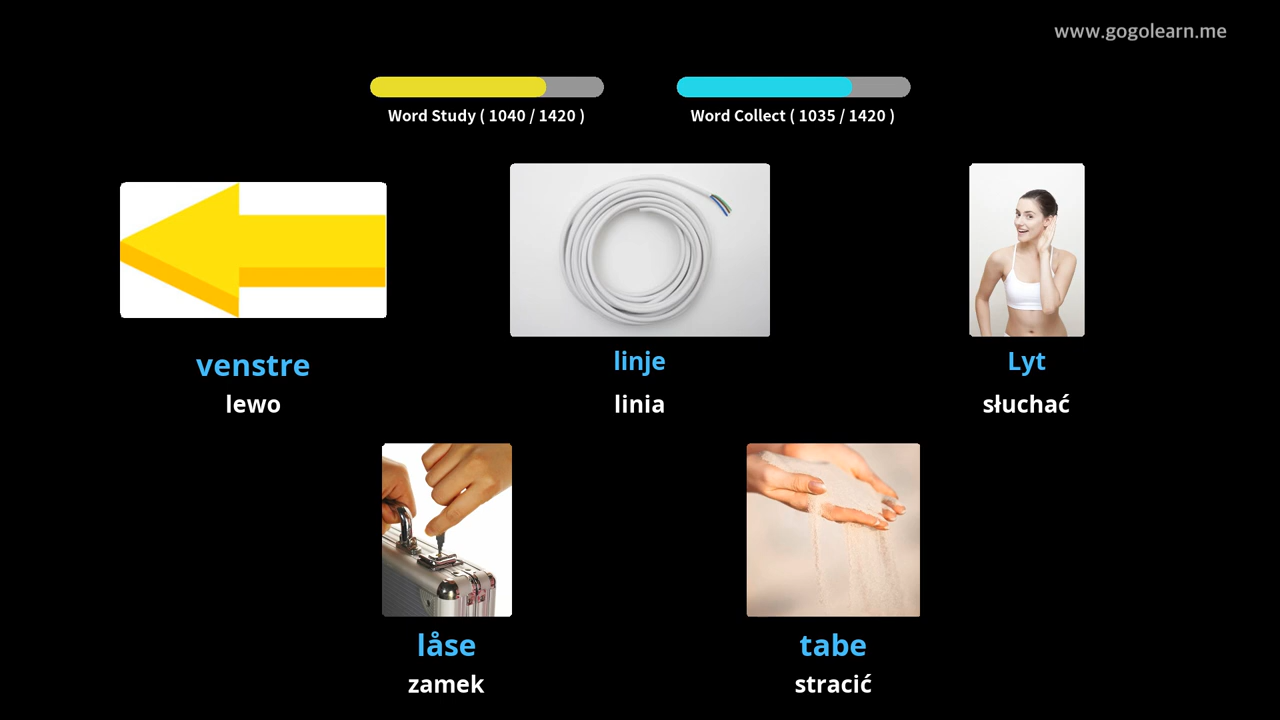 www.gogolearn.me
Word Study ( 1040 / 1420 )
Word Collect ( 1035 / 1420 )
venstre
lewo
linje
linia
Lyt
słuchać
låse
zamek
tabe
stracić